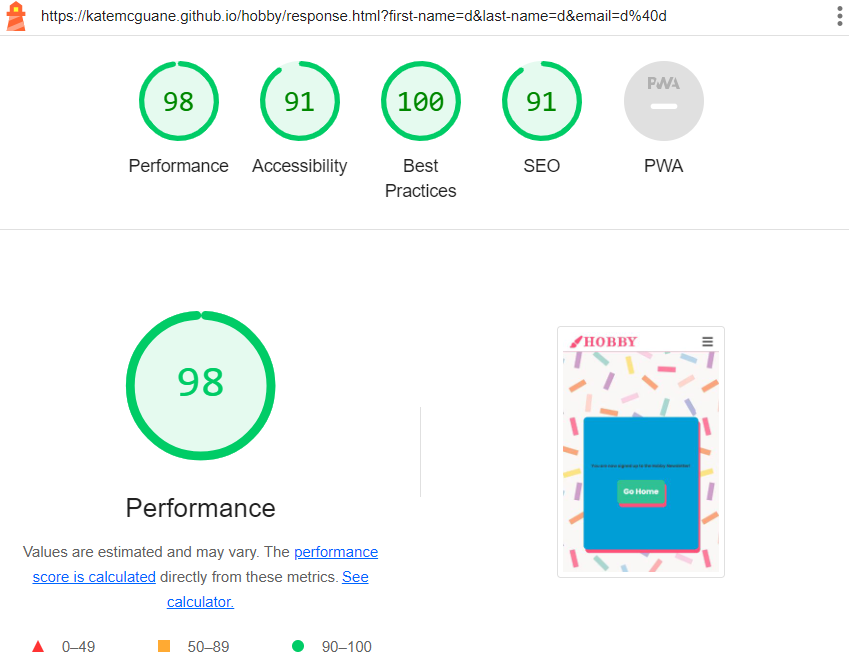 https://katemcguane.github.io/hobby/response.html?first-name=d&last-name=d&email=d%40d
98
91
100
91
PWA
Performance
Accessibility
Best
Practices
SEO
PWA
98
Performance
Values are estimated and may vary. The performance
score is calculated directly from these metrics. See
calculator.
0–49
50–89
90–100
HOBBY
You are now signed up to the Hobby Newsletter!
Go Home